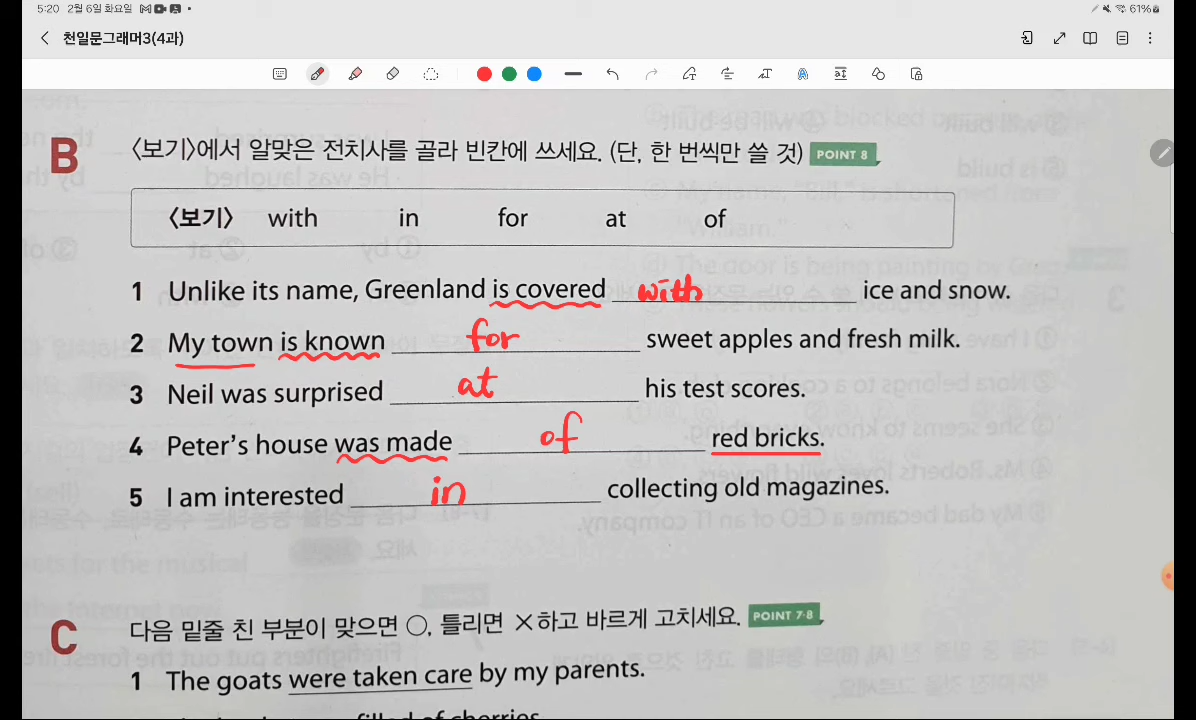 5:20 2월 6일 화요일 61%
천일문그래머3(4과)
B 〈보기〉에서 알맞은 전치사를 골라 빈칸에 쓰세요. (단, 한 번씩만 쓸 것) POINT 8
〈보기〉 with in for at of
1 Unlike its name, Greenland is covered with ice and snow.
2 My town is known for sweet apples and fresh milk.
3 Neil was surprised at his test scores.
4 Peter's house was made of red bricks.
5 I am interested in collecting old magazines.
C 다음 밑줄 친 부분이 맞으면 ○, 틀리면 ×하고 바르게 고치세요. POINT 7-8
1 The goats were taken care by my parents.
filled of cherries.